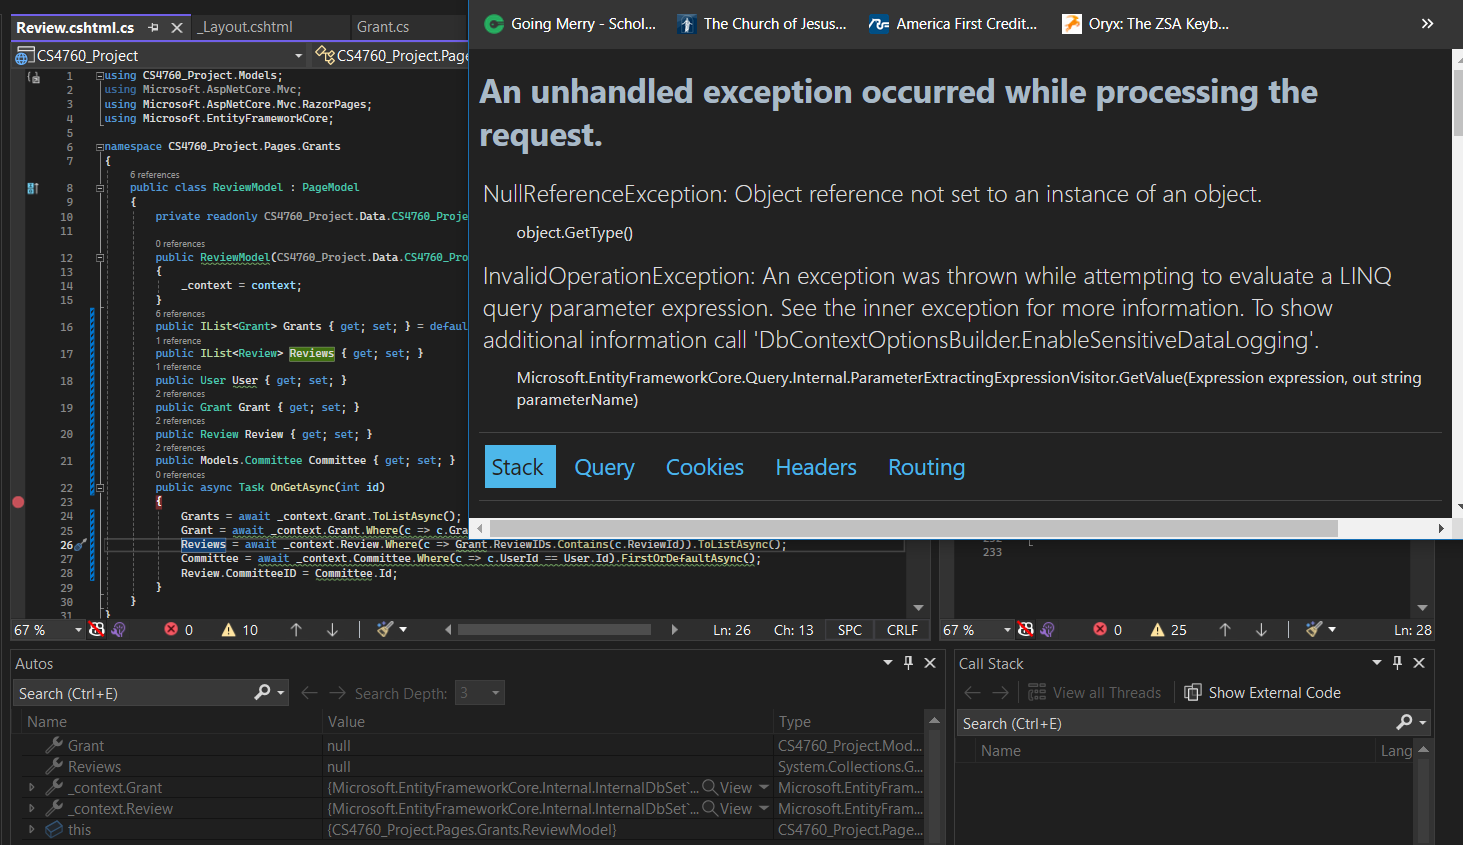 Review.cshtml.cs
_Layout.cshtml
Grant.cs
CS4760_Project
CS4760_Project.Page
1 using CS4760_Project.Models;
2 using Microsoft.AspNetCore.Mvc;
3 using Microsoft.AspNetCore.Mvc.RazorPages;
4 using Microsoft.EntityFrameworkCore;
5
6 namespace CS4760_Project.Pages.Grants
7 {
6 references
8 public class ReviewModel : PageModel
9 {
10 private readonly CS4760_Project.Data.CS4760_Proje
11
0 references
12 public ReviewModel(CS4760_Project.Data.CS4760_Pro
13 {
14 _context = context;
15 }
6 references
16 public IList<Grant> Grants { get; set; } = defaul
1 reference
17 public IList<Review> Reviews { get; set; }
1 reference
18 public User User { get; set; }
2 references
19 public Grant Grant { get; set; }
2 references
20 public Review Review { get; set; }
2 references
21 public Models.Committee Committee { get; set; }
0 references
22 public async Task OnGetAsync(int id)
23 {
24 Grants = await _context.Grant.ToListAsync();
25 Grant = await _context.Grant.Where(c => c.Gra
26 Reviews = await _context.Review.Where(c => Grant.ReviewIDs.Contains(c.ReviewId)).ToListAsync();
27 Committee = await _context.Committee.Where(c => c.UserId == User.Id).FirstOrDefaultAsync();
28 Review.CommitteeID = Committee.Id;
29 }
30 }
31 }
Going Merry - Schol...
The Church of Jesus...
America First Credit...
Oryx: The ZSA Keyb...
»
An unhandled exception occurred while processing the
request.
NullReferenceException: Object reference not set to an instance of an object.
object.GetType()
InvalidOperationException: An exception was thrown while attempting to evaluate a LINQ
query parameter expression. See the inner exception for more information. To show
additional information call 'DbContextOptionsBuilder.EnableSensitiveDataLogging'.
Microsoft.EntityFrameworkCore.Query.Internal.ParameterExtractingExpressionVisitor.GetValue(Expression expression, out string
parameterName)
Stack Query Cookies Headers Routing
232
233
67 % 0 10 Ln: 26 Ch: 13 SPC CRLF
67 % 0 25 Ln: 28
Autos
Search (Ctrl+E) Search Depth: 3
Name Value Type
Grant null CS4760_Project.Mod...
Reviews null System.Collections.G...
_context.Grant {Microsoft.EntityFrameworkCore.Internal.InternalDbSet`... View Microsoft.EntityFram...
_context.Review {Microsoft.EntityFrameworkCore.Internal.InternalDbSet`... View Microsoft.EntityFram...
this {CS4760_Project.Pages.Grants.ReviewModel} CS4760_Project.Page...
Call Stack
View all Threads Show External Code
Search (Ctrl+E)
Name Lang